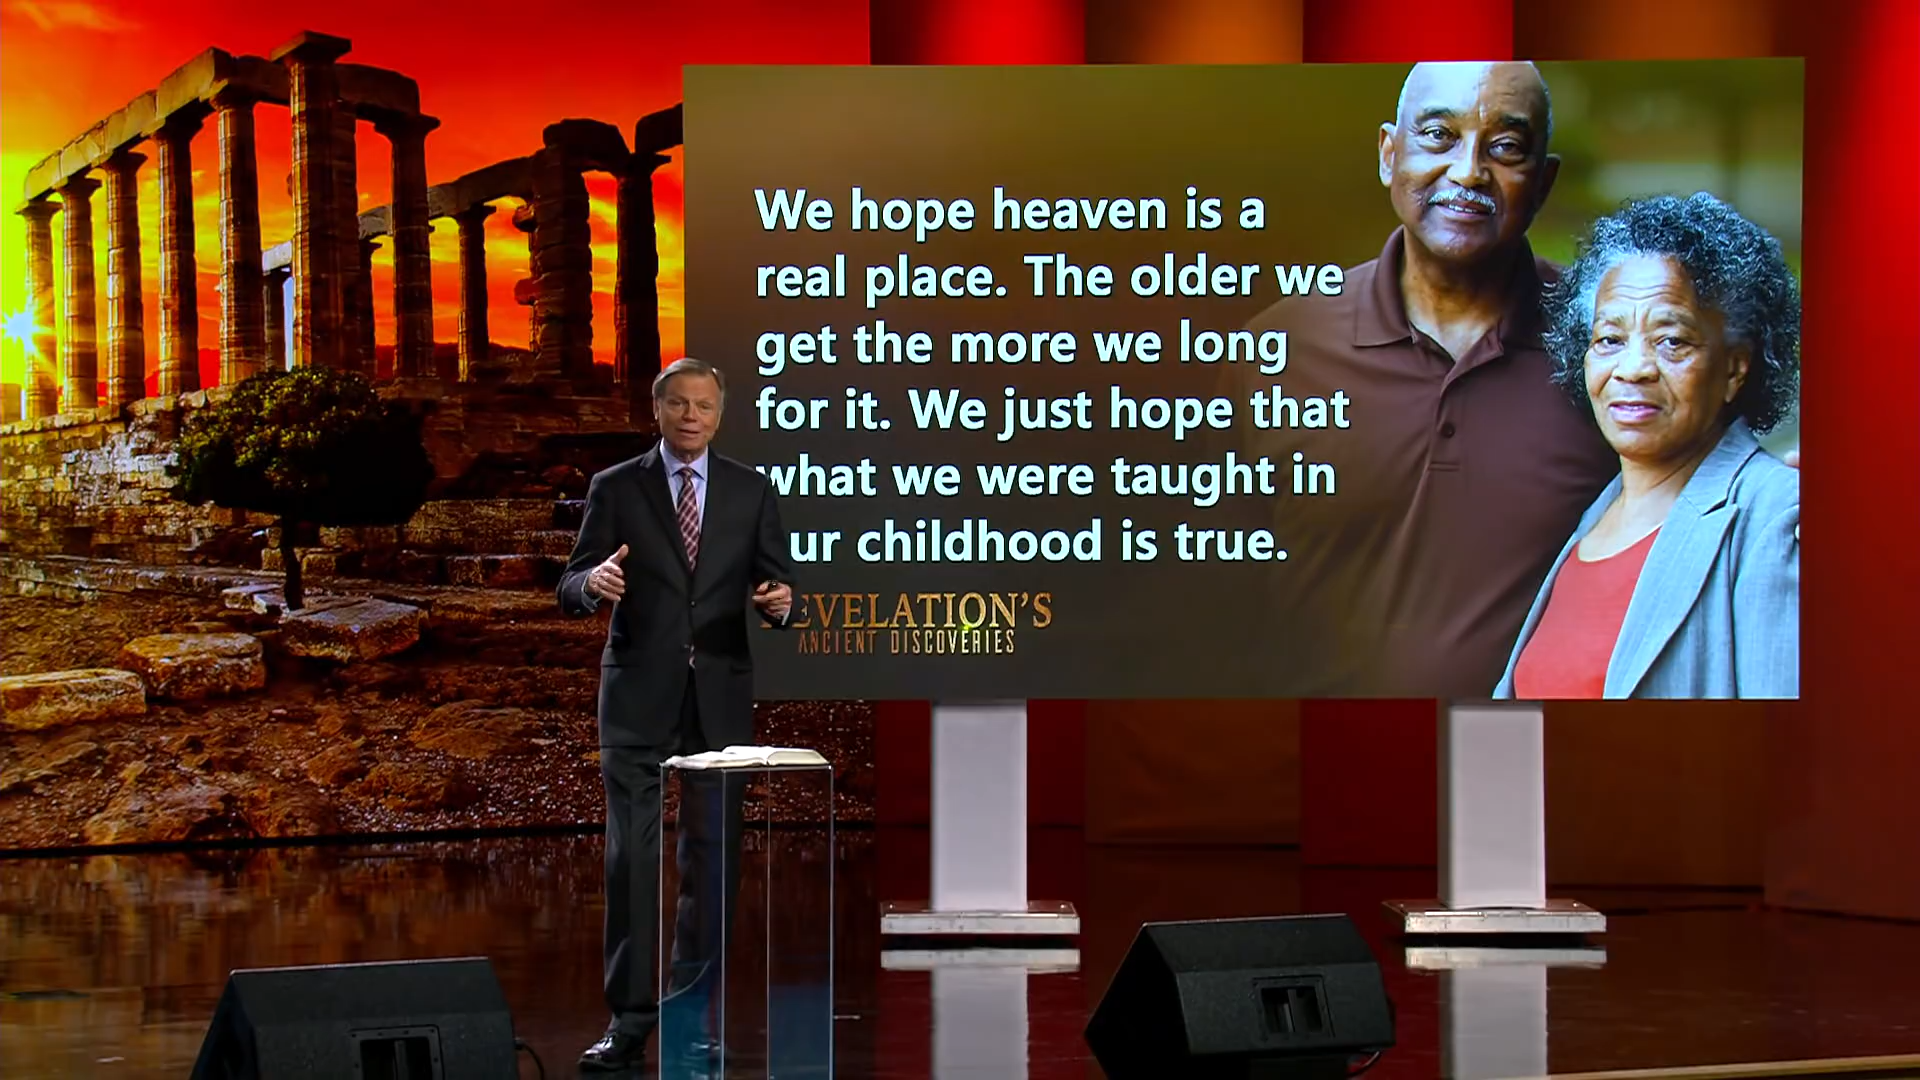 We hope heaven is a
real place. The older we
get the more we long
for it. We just hope that
what we were taught in
ur childhood is true.
REVELATION'S
ANCIENT DISCOVERIES